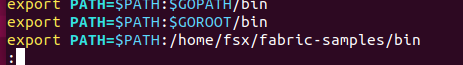 export PATH=$PATH:$GOPATH/bin
export PATH=$PATH:$GOROOT/bin
export PATH=$PATH:/home/fsx/fabric-samples/bin
: